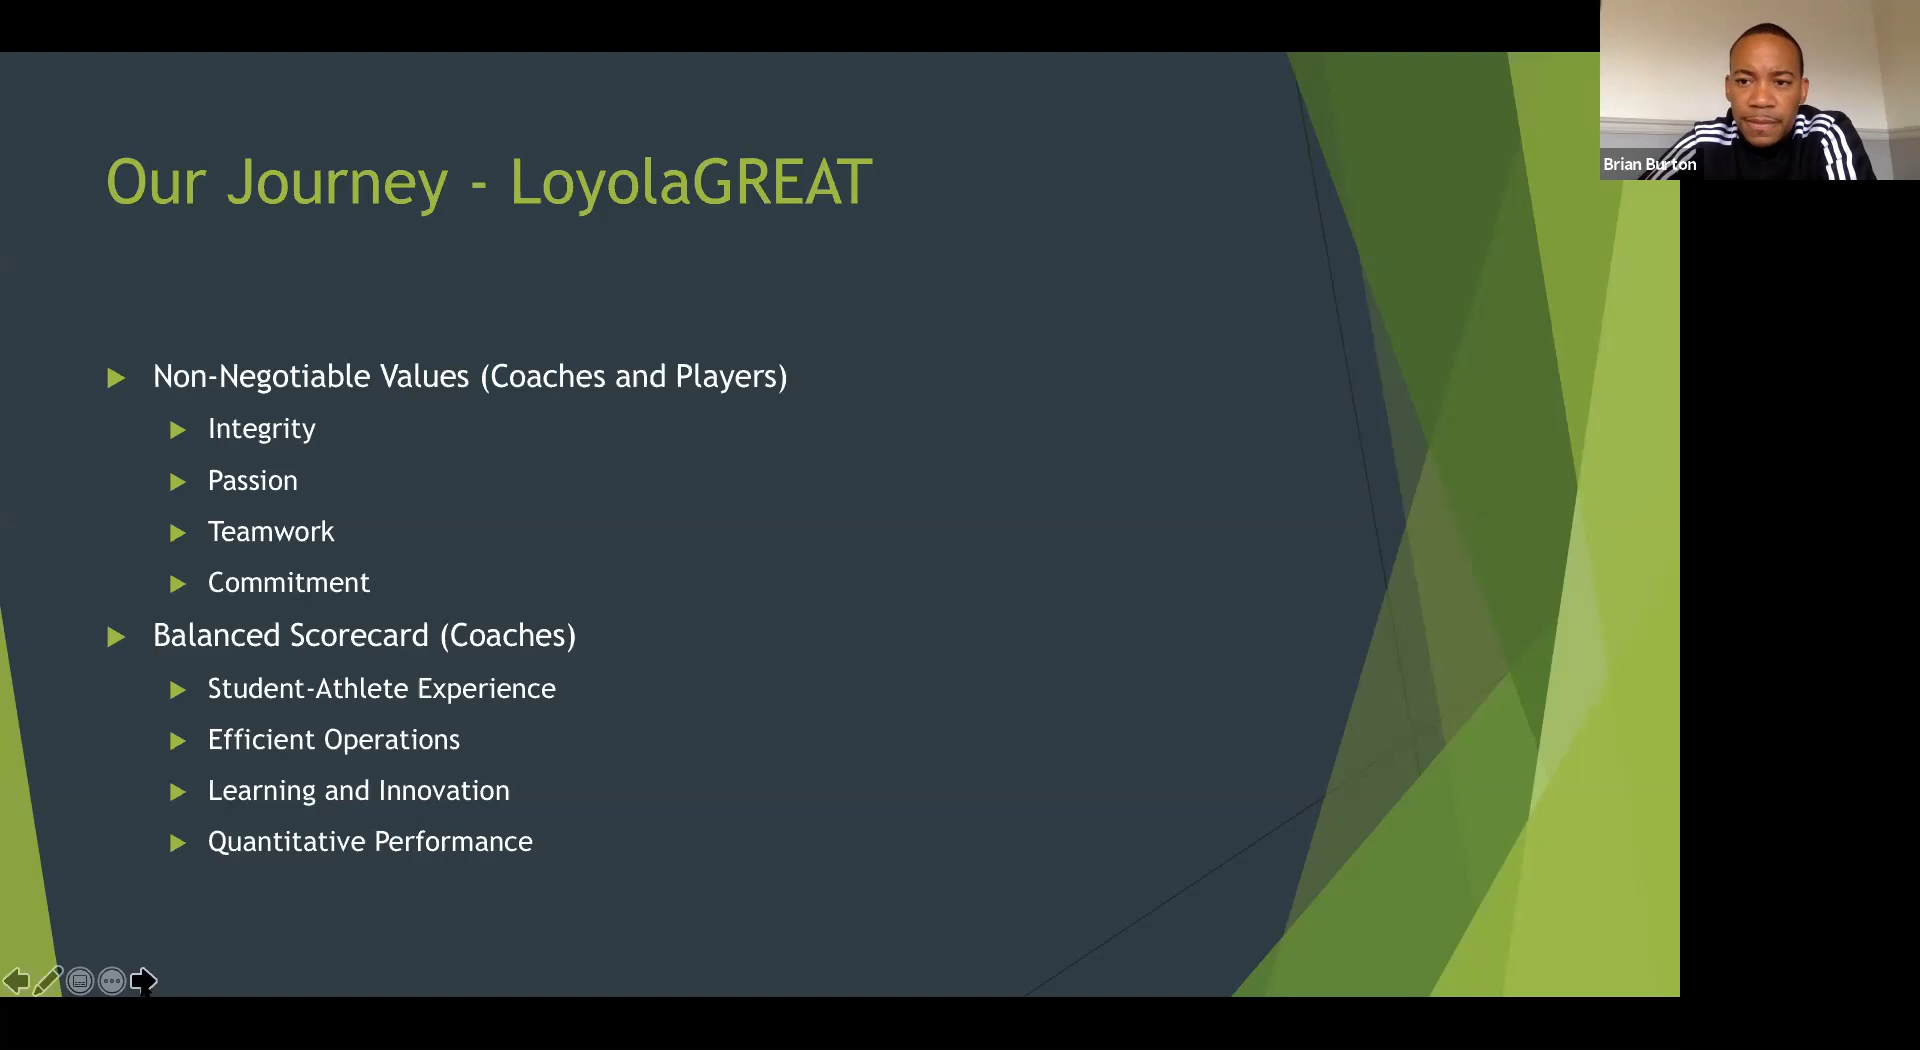 Our Journey - LoyolaGREAT
Non-Negotiable Values (Coaches and Players)
Integrity
Passion
Teamwork
Commitment
Balanced Scorecard (Coaches)
Student-Athlete Experience
Efficient Operations
Learning and Innovation
Quantitative Performance
Brian Burton